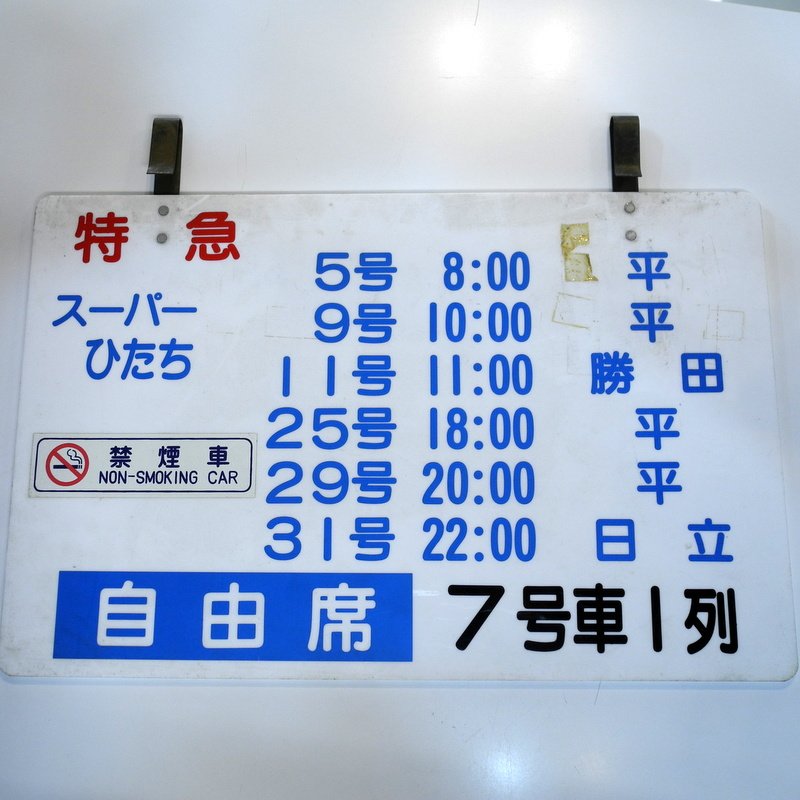 特急
スーパー
ひたち
5号 8:00 平
9号 10:00 平
11号 11:00 勝田
25号 18:00 平
29号 20:00 平
31号 22:00 日立
禁煙車
NON-SMOKING CAR
自由席 7号車1列